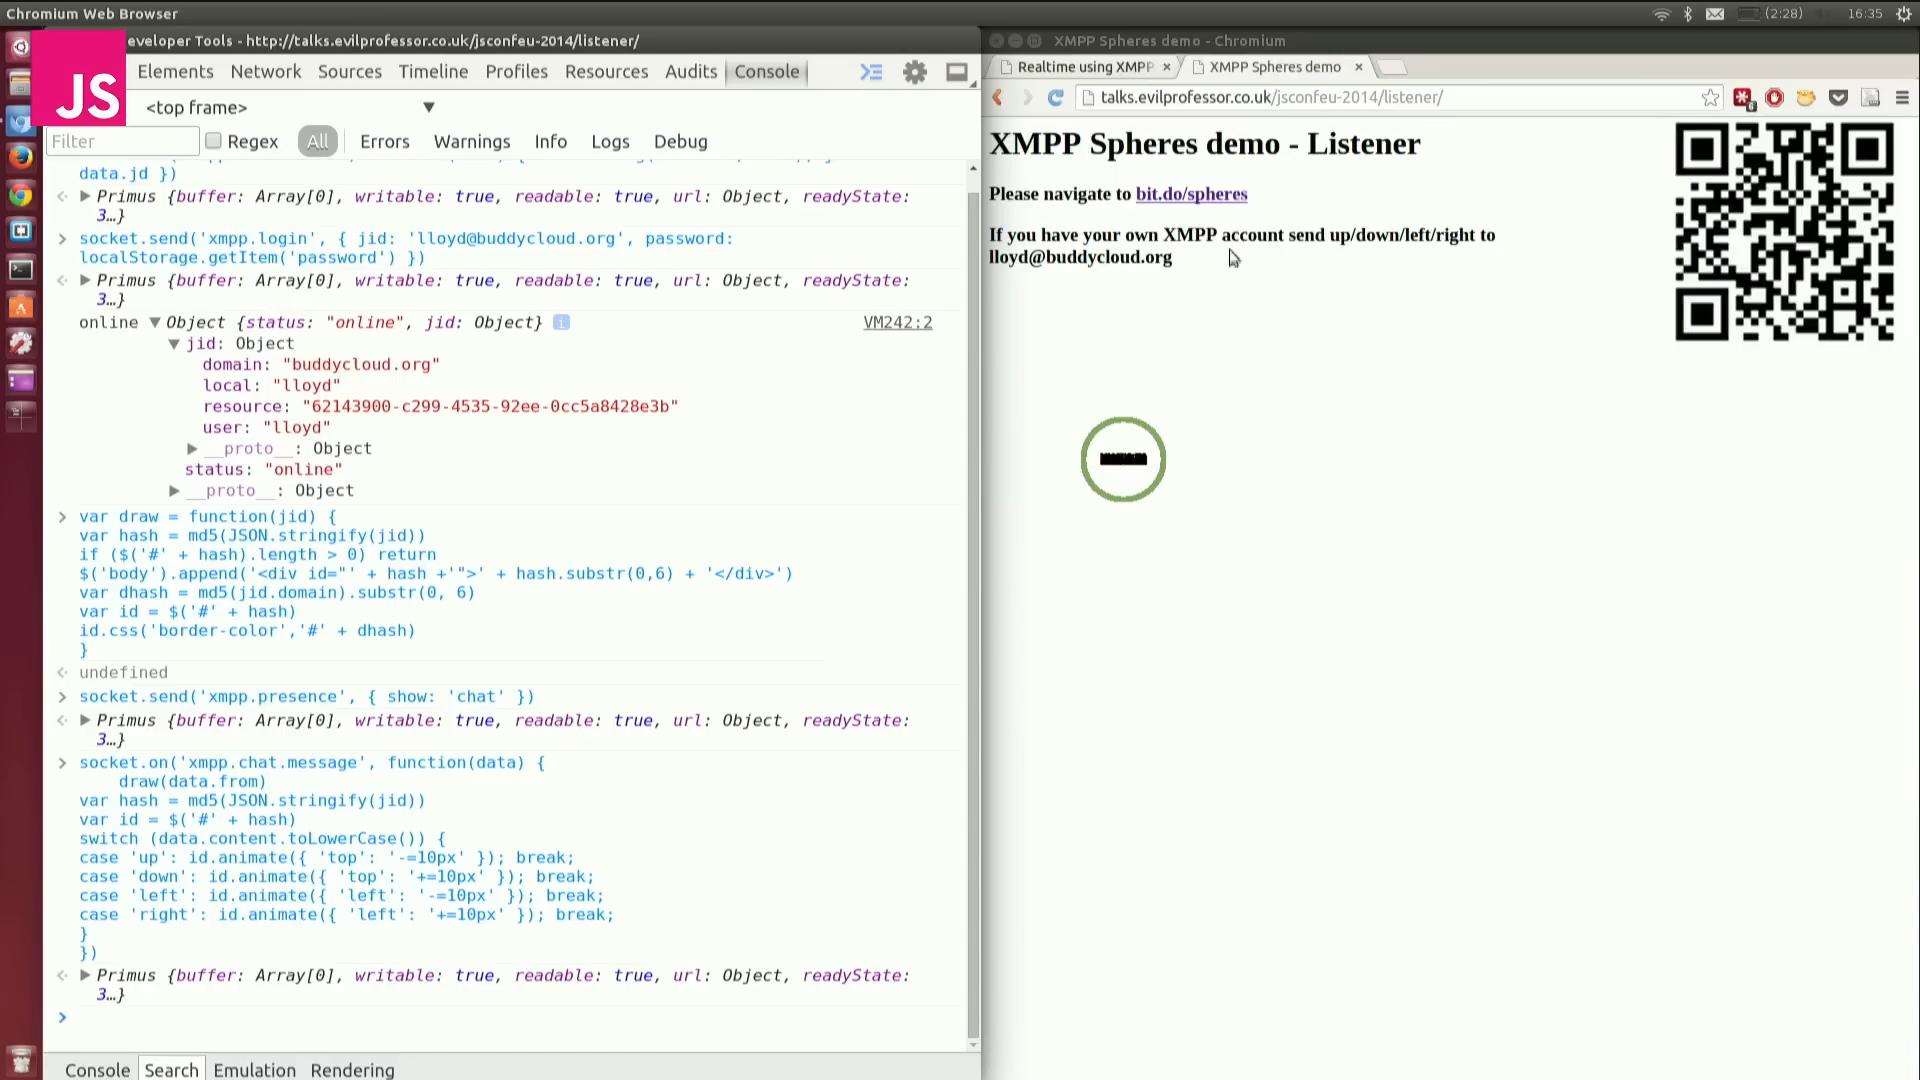 Chromium Web Browser
(2:28)
16:35
eveloper Tools - http://talks.evilprofessor.co.uk/jsconfeu-2014/listener/
JS
Elements Network Sources Timeline Profiles Resources Audits Console
<top frame>
Filter Regex All Errors Warnings Info Logs Debug
data.jd })
Primus {buffer: Array[0], writable: true, readable: true, url: Object, readyState:
3…}
socket.send('xmpp.login', { jid: 'lloyd@buddycloud.org', password:
localStorage.getItem('password') })
Primus {buffer: Array[0], writable: true, readable: true, url: Object, readyState:
3…}
online Object {status: "online", jid: Object} VM242:2
jid: Object
domain: "buddycloud.org"
local: "lloyd"
resource: "62143900-c299-4535-92ee-0cc5a8428e3b"
user: "lloyd"
__proto__: Object
status: "online"
__proto__: Object
var draw = function(jid) {
var hash = md5(JSON.stringify(jid))
if ($('#' + hash).length > 0) return
$('body').append('<div id="' + hash +'">' + hash.substr(0,6) + '</div>')
var dhash = md5(jid.domain).substr(0, 6)
var id = $('#' + hash)
id.css('border-color','#' + dhash)
}
undefined
socket.send('xmpp.presence', { show: 'chat' })
Primus {buffer: Array[0], writable: true, readable: true, url: Object, readyState:
3…}
socket.on('xmpp.chat.message', function(data) {
draw(data.from)
var hash = md5(JSON.stringify(jid))
var id = $('#' + hash)
switch (data.content.toLowerCase()) {
case 'up': id.animate({ 'top': '-=10px' }); break;
case 'down': id.animate({ 'top': '+=10px' }); break;
case 'left': id.animate({ 'left': '-=10px' }); break;
case 'right': id.animate({ 'left': '+=10px' }); break;
}
})
Primus {buffer: Array[0], writable: true, readable: true, url: Object, readyState:
3…}
Console Search Emulation Rendering
XMPP Spheres demo - Chromium
Realtime using XMPP
XMPP Spheres demo
talks.evilprofessor.co.uk/jsconfeu-2014/listener/
XMPP Spheres demo - Listener
Please navigate to bit.do/spheres
If you have your own XMPP account send up/down/left/right to
lloyd@buddycloud.org